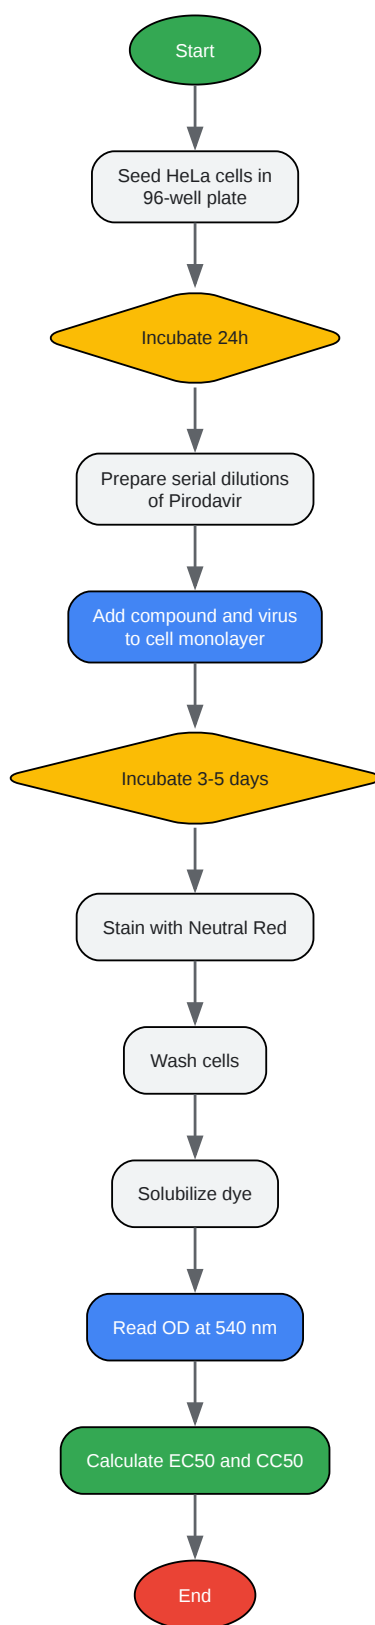 Start
Seed HeLa cells in
96-well plate
Incubate 24h
Prepare serial dilutions
of Pirodavir
Add compound and virus
to cell monolayer
Incubate 3-5 days
Stain with Neutral Red
Wash cells
Solubilize dye
Read OD at 540 nm
Calculate EC50 and CC50
End